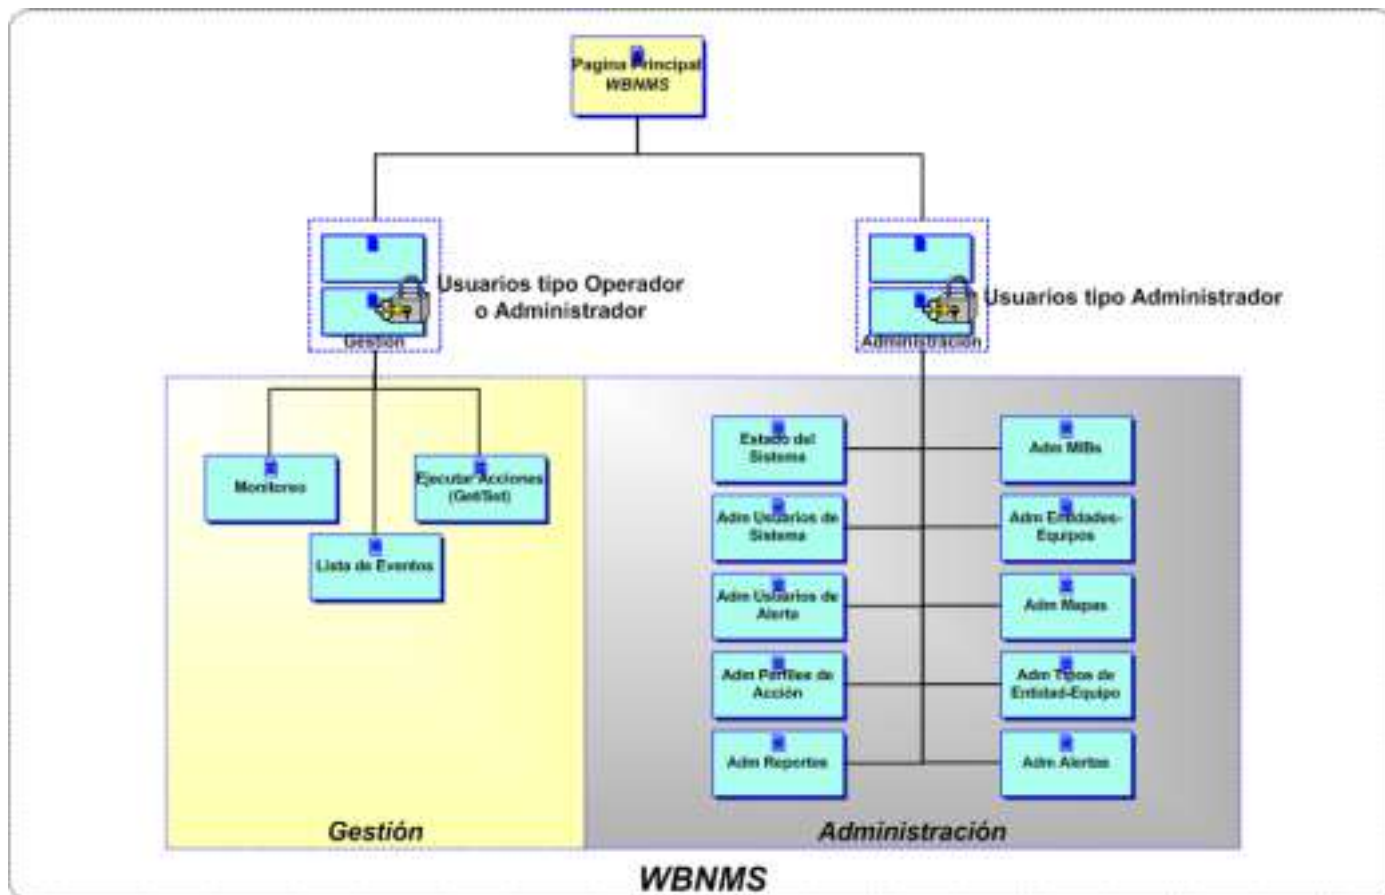 Pagina Principal
WBNMS
Usuarios tipo Operador
o Administrador
Gestión
Usuarios tipo Administrador
Administración
Monitoreo
Ejecutar Acciones
(Get/Set)
Lista de Eventos
Estado del
Sistema
Adm MIBs
Adm Usuarios de
Sistema
Adm Entidades-
Equipos
Adm Usuarios de
Alerta
Adm Mapas
Adm Perfiles de
Acción
Adm Tipos de
Entidad-Equipo
Adm Reportes
Adm Alertas
Gestión
Administración
WBNMS